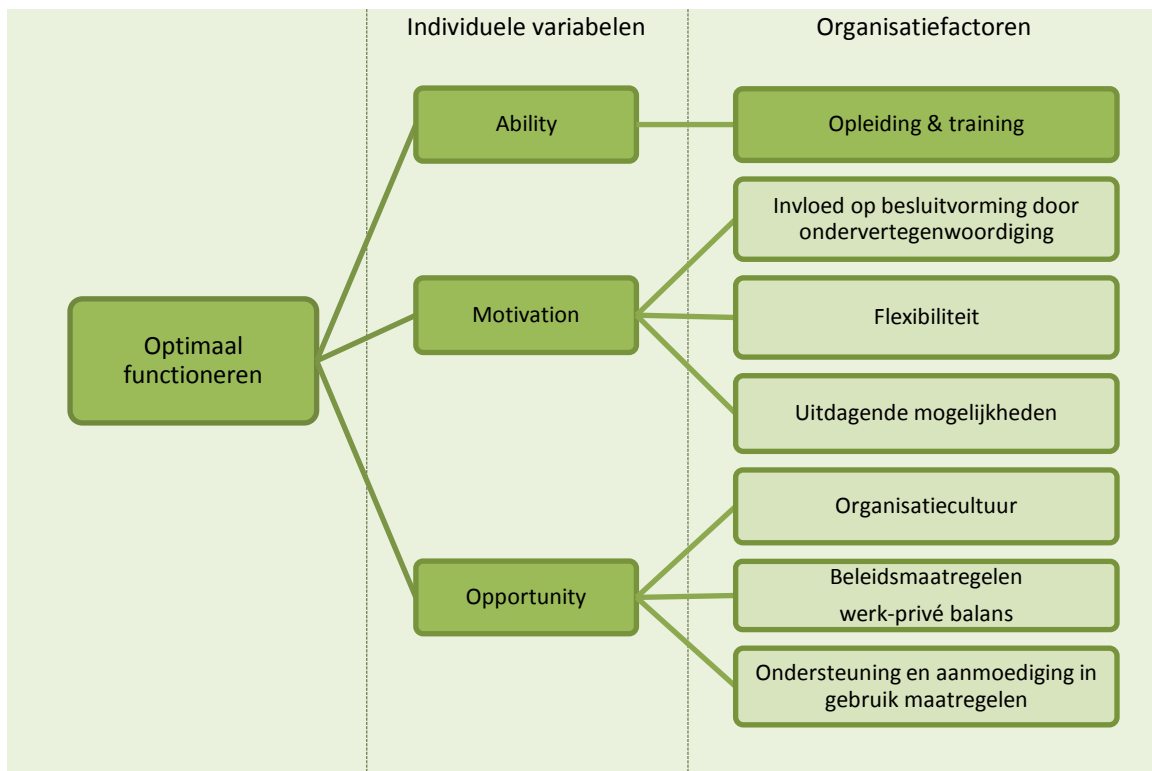 Individuele variabelen
Organisatiefactoren
Optimaal
functioneren
Ability
Motivation
Opportunity
Opleiding & training
Invloed op besluitvorming door
ondervertegenwoordiging
Flexibiliteit
Uitdagende mogelijkheden
Organisatiecultuur
Beleidsmaatregelen
werk-privé balans
Ondersteuning en aanmoediging in
gebruik maatregelen